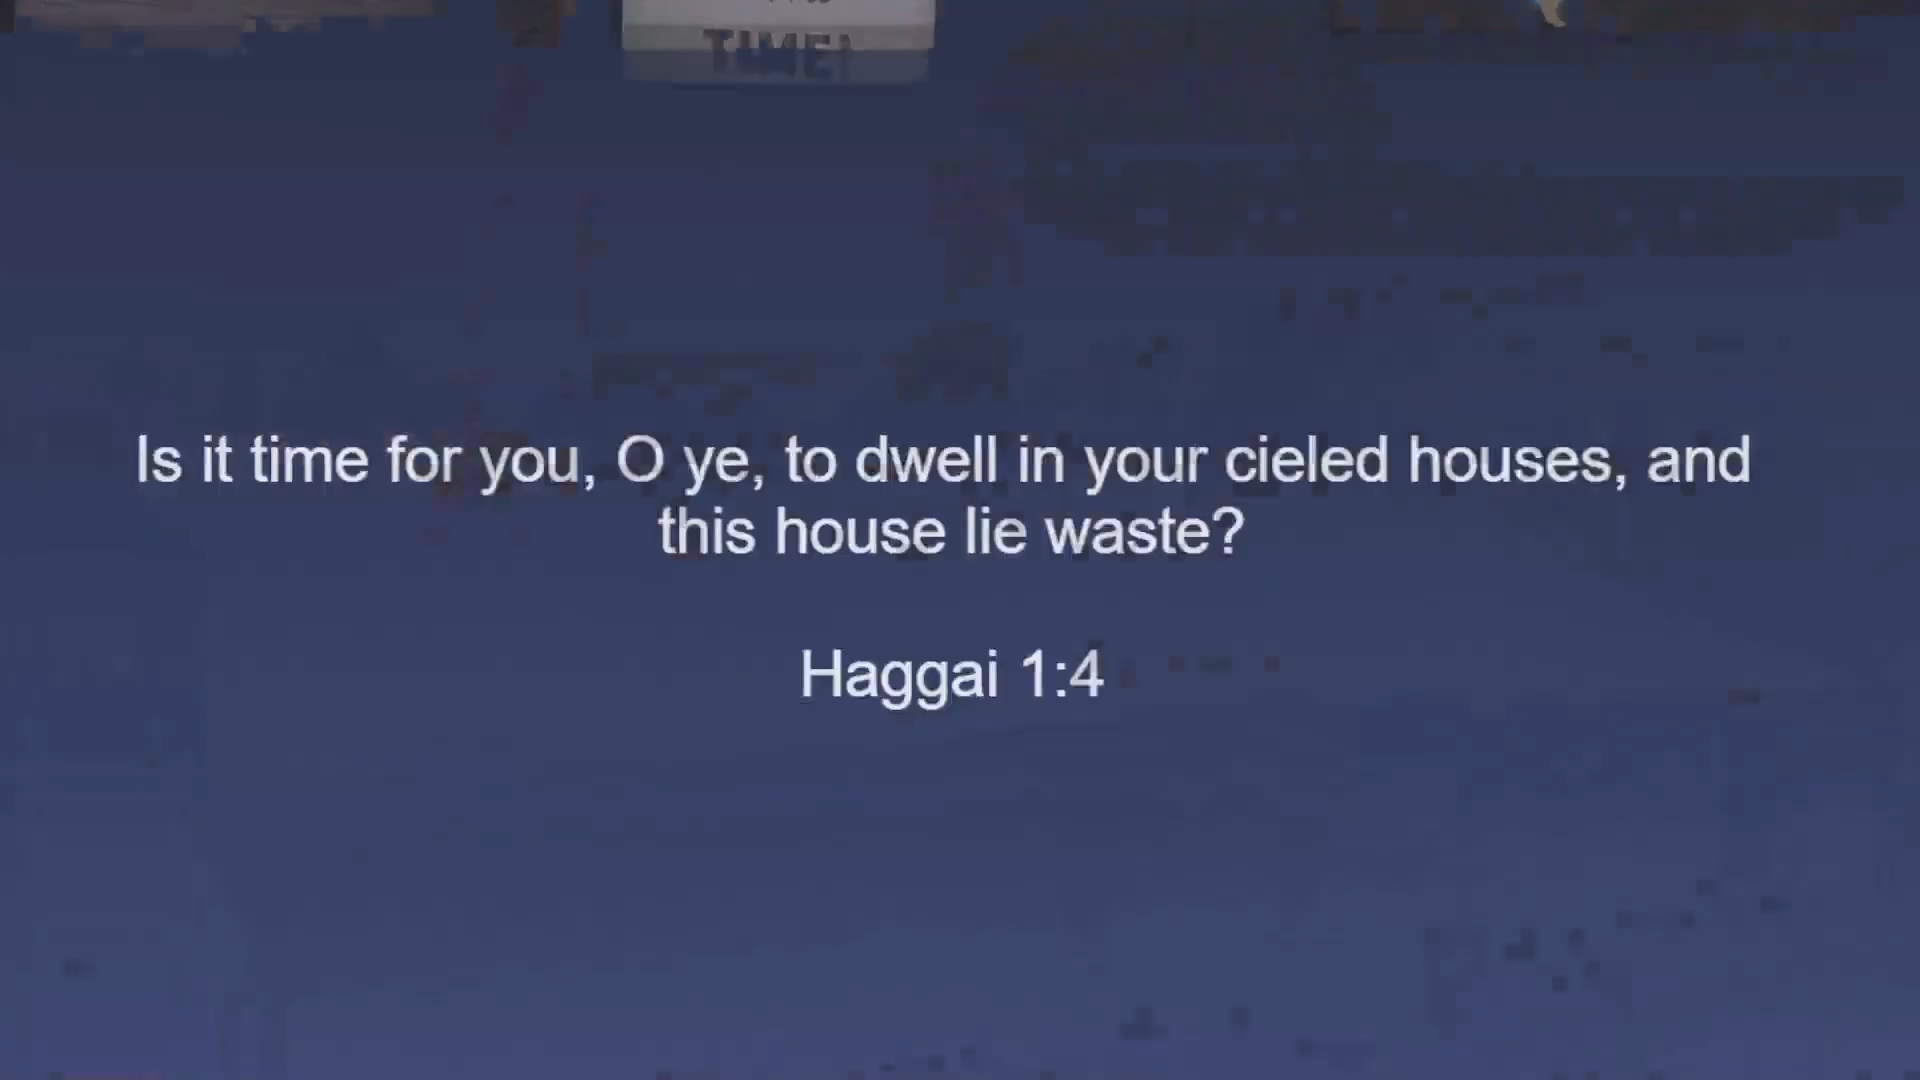 TIME!
Is it time for you, O ye, to dwell in your cieled houses, and
this house lie waste?
Haggai 1:4